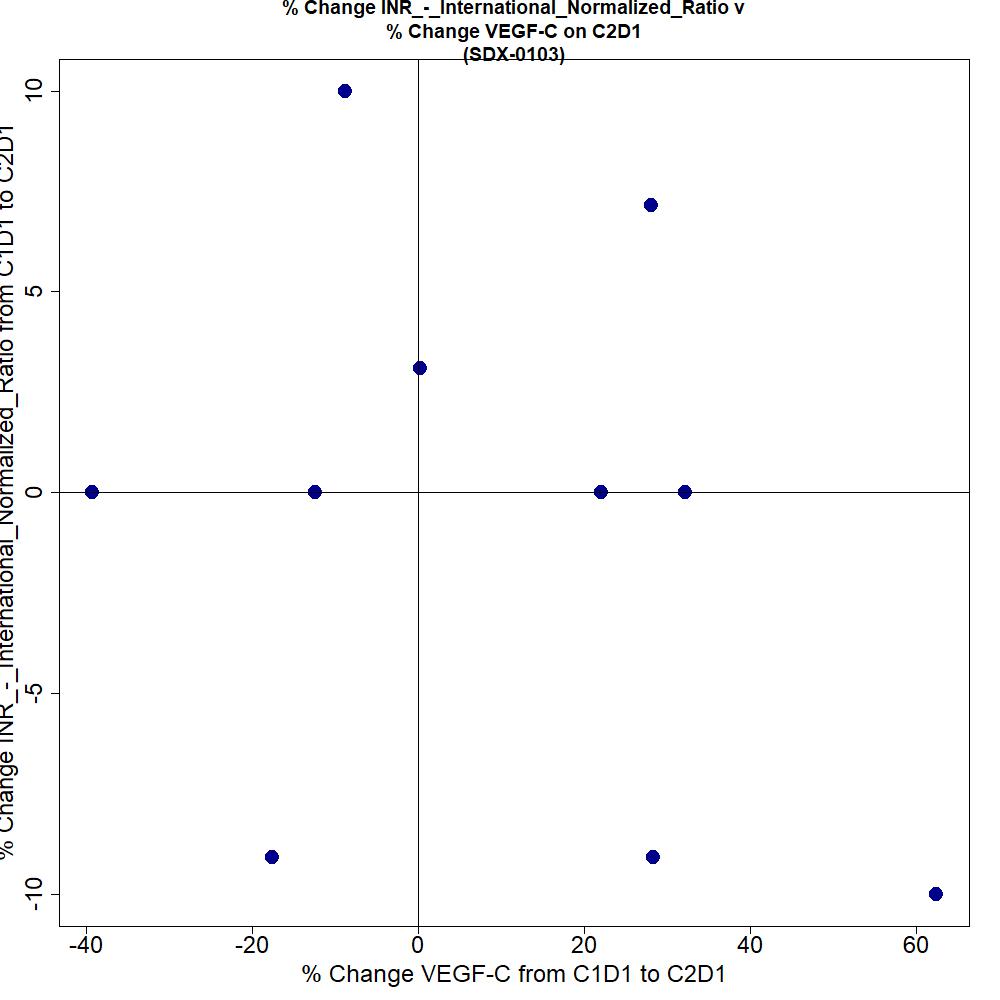 % Change INR_-_International_Normalized_Ratio v
% Change VEGF-C on C2D1
(SDX-0103)
% Change INR_-_International_Normalized_Ratio from C1D1 to C2D1
10
5
0
-5
-10
-40
-20
0
20
40
60
% Change VEGF-C from C1D1 to C2D1